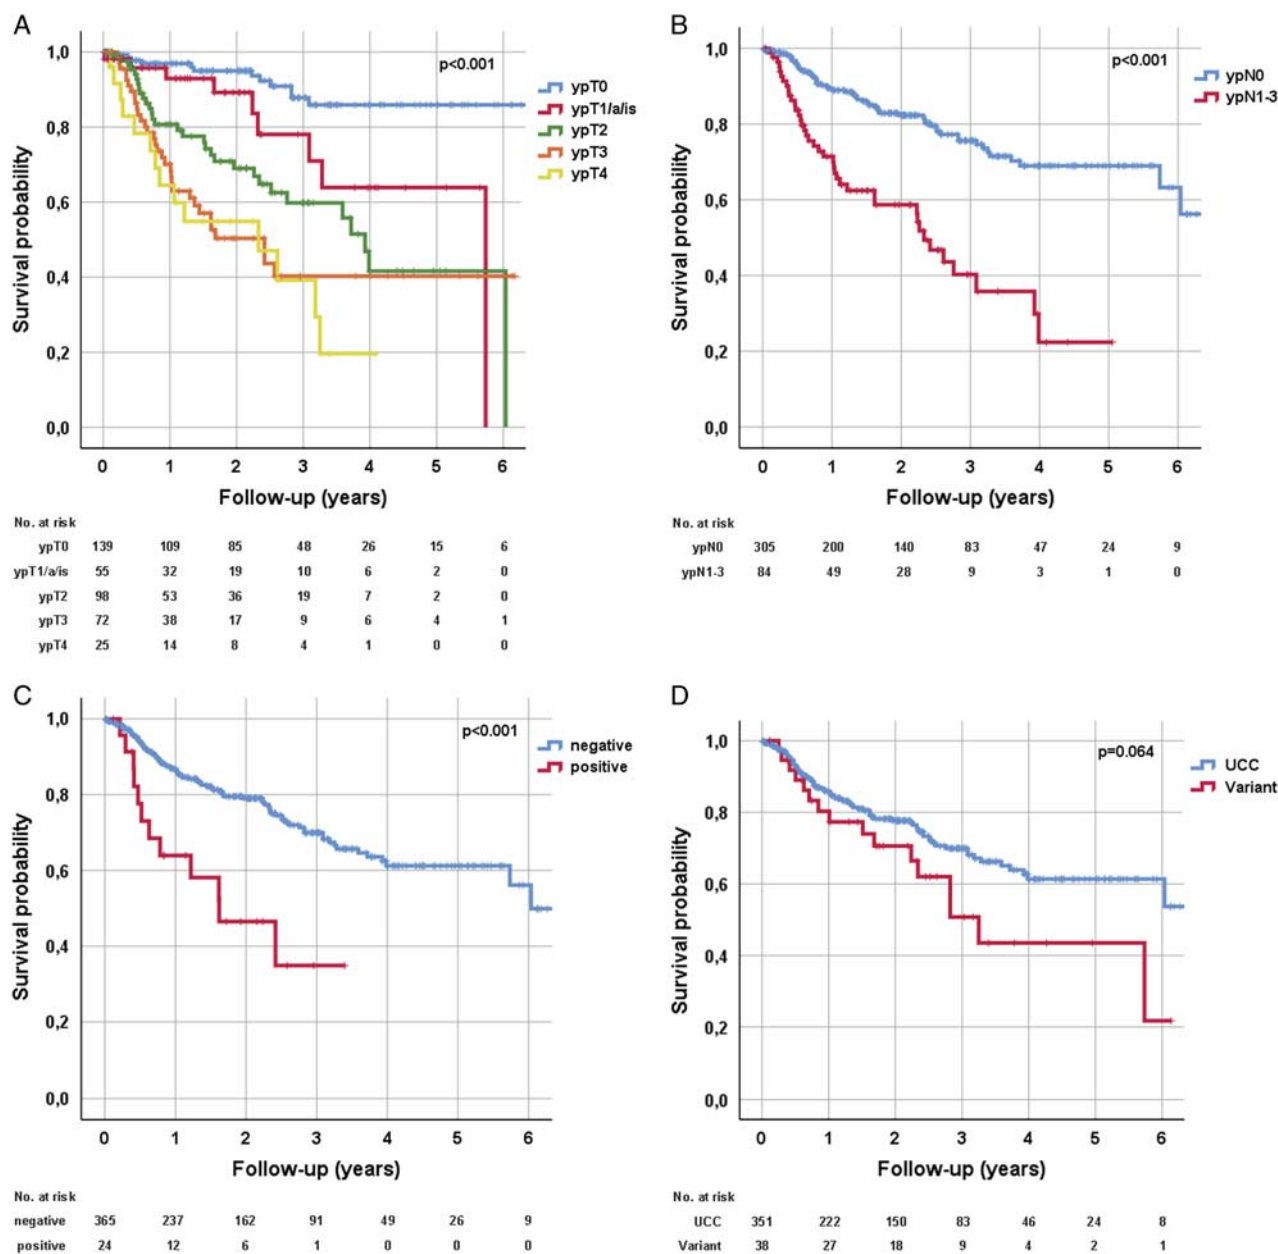 A
p<0.001
ypT0
ypT1/a/is
ypT2
ypT3
ypT4
Survival probability
1,0
0,8
0,6
0,4
0,2
0,0
0 1 2 3 4 5 6
Follow-up (years)
No. at risk
ypT0 139 109 85 48 26 15 6
ypT1/a/is 55 32 19 10 6 2 0
ypT2 98 53 36 19 7 2 0
ypT3 72 38 17 9 6 4 1
ypT4 25 14 8 4 1 0 0
B
p<0.001
ypN0
ypN1-3
Survival probability
1,0
0,8
0,6
0,4
0,2
0,0
0 1 2 3 4 5 6
Follow-up (years)
No. at risk
ypN0 305 200 140 83 47 24 9
ypN1-3 84 49 28 9 3 1 0
C
p<0.001
negative
positive
Survival probability
1,0
0,8
0,6
0,4
0,2
0,0
0 1 2 3 4 5 6
Follow-up (years)
No. at risk
negative 365 237 162 91 49 26 9
positive 24 12 6 1 0 0 0
D
p=0.064
UCC
Variant
Survival probability
1,0
0,8
0,6
0,4
0,2
0,0
0 1 2 3 4 5 6
Follow-up (years)
No. at risk
UCC 351 222 150 83 46 24 8
Variant 38 27 18 9 4 2 1